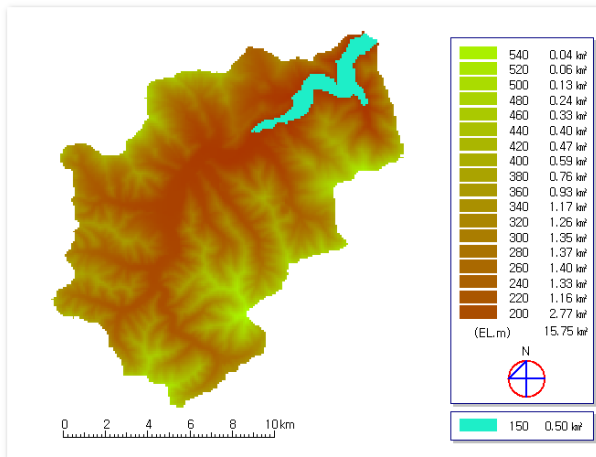 540 0.04 ㎢
520 0.06 ㎢
500 0.13 ㎢
480 0.24 ㎢
460 0.33 ㎢
440 0.40 ㎢
420 0.47 ㎢
400 0.59 ㎢
380 0.76 ㎢
360 0.93 ㎢
340 1.17 ㎢
320 1.26 ㎢
300 1.35 ㎢
280 1.37 ㎢
260 1.40 ㎢
240 1.33 ㎢
220 1.16 ㎢
200 2.77 ㎢
(EL.m) 15.75 ㎢
N
150 0.50 ㎢
0 2 4 6 8 10km